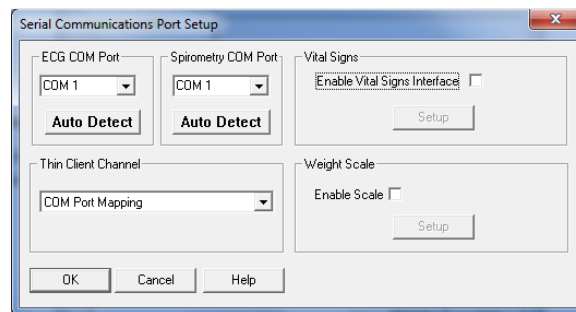 Serial Communications Port Setup
ECG COM Port
Spirometry COM Port
Vital Signs
COM 1
COM 1
Enable Vital Signs Interface
Auto Detect
Auto Detect
Setup
Thin Client Channel
Weight Scale
COM Port Mapping
Enable Scale
Setup
OK
Cancel
Help